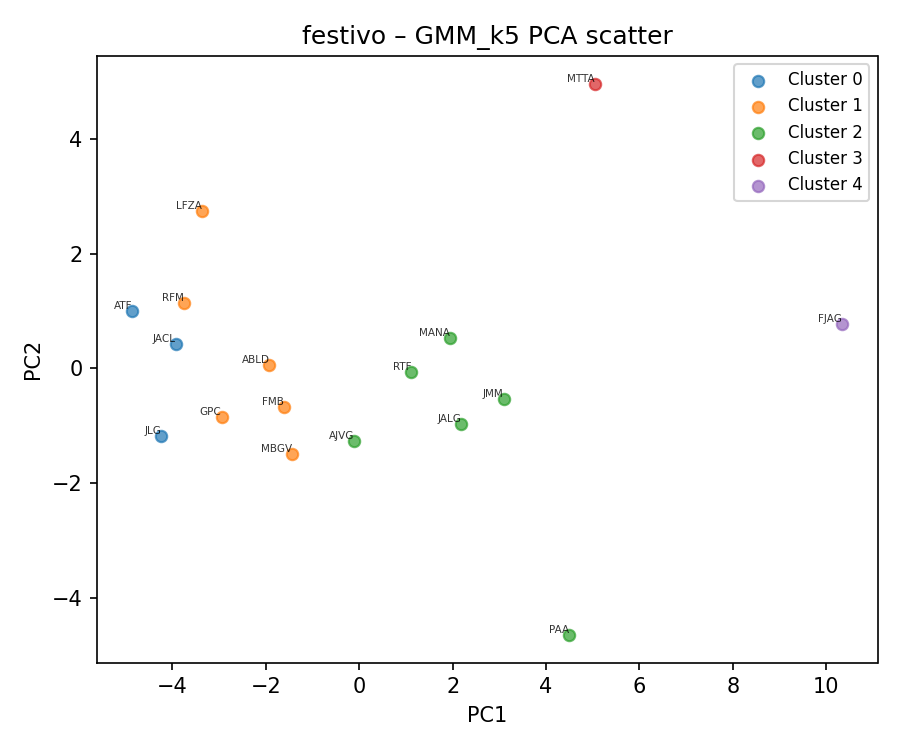 festivo – GMM_k5 PCA scatter
MTTA
Cluster 0
Cluster 1
Cluster 2
Cluster 3
Cluster 4
4
LFZA
2
RFM
ATF
JACL
MANA
FJAG
ABLD
RTF
0
PC2
JMM
FMB
GPC
JALG
JLG
AJVG
MBGV
−2
−4
PAA
−4 −2 0 2 4 6 8 10
PC1